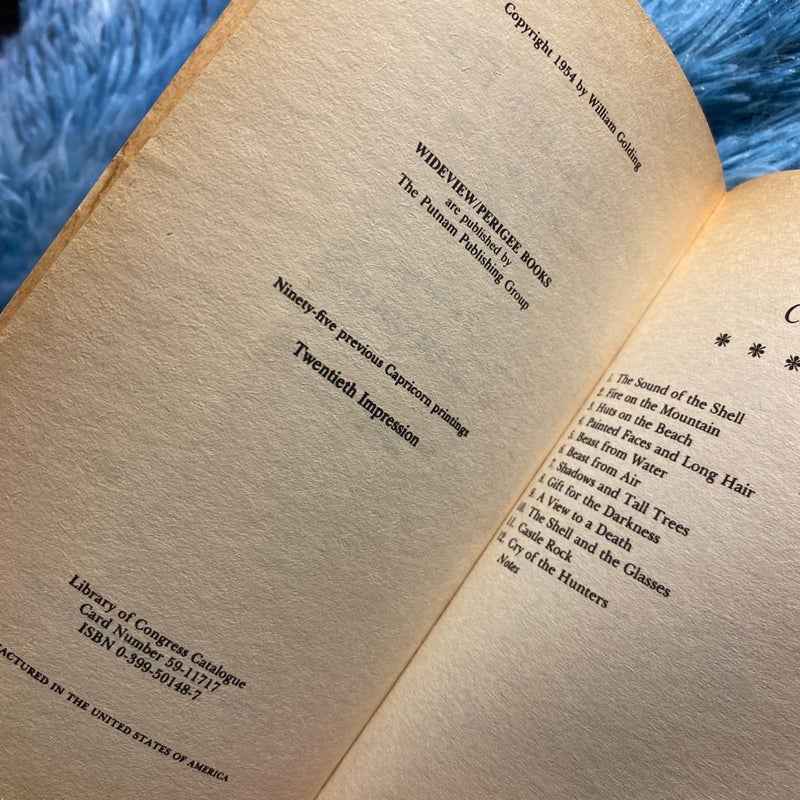 Copyright 1954 by William Golding
WIDEVIEW/PERIGEE BOOKS
are published by
The Putnam Publishing Group
Ninety-five previous Capricorn printings
Twentieth Impression
Library of Congress Catalogue
Card Number 59-11717
ISBN 0-399-50148-7
FACTURED IN THE UNITED STATES OF AMERICA
C
* * *
1. The Sound of the Shell
2. Fire on the Mountain
3. Huts on the Beach
4. Painted Faces and Long Hair
5. Beast from Water
6. Beast from Air
7. Shadows and Tall Trees
8. Gift for the Darkness
9. A View to a Death
10. The Shell and the Glasses
11. Castle Rock
12. Cry of the Hunters
Notes